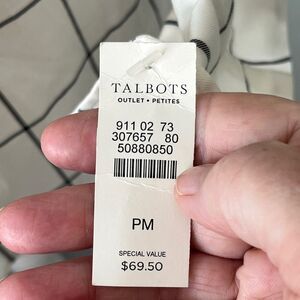 TALBOTS
OUTLET • PETITES
911 02 73
307657 80
50880850
PM
SPECIAL VALUE
$69.50